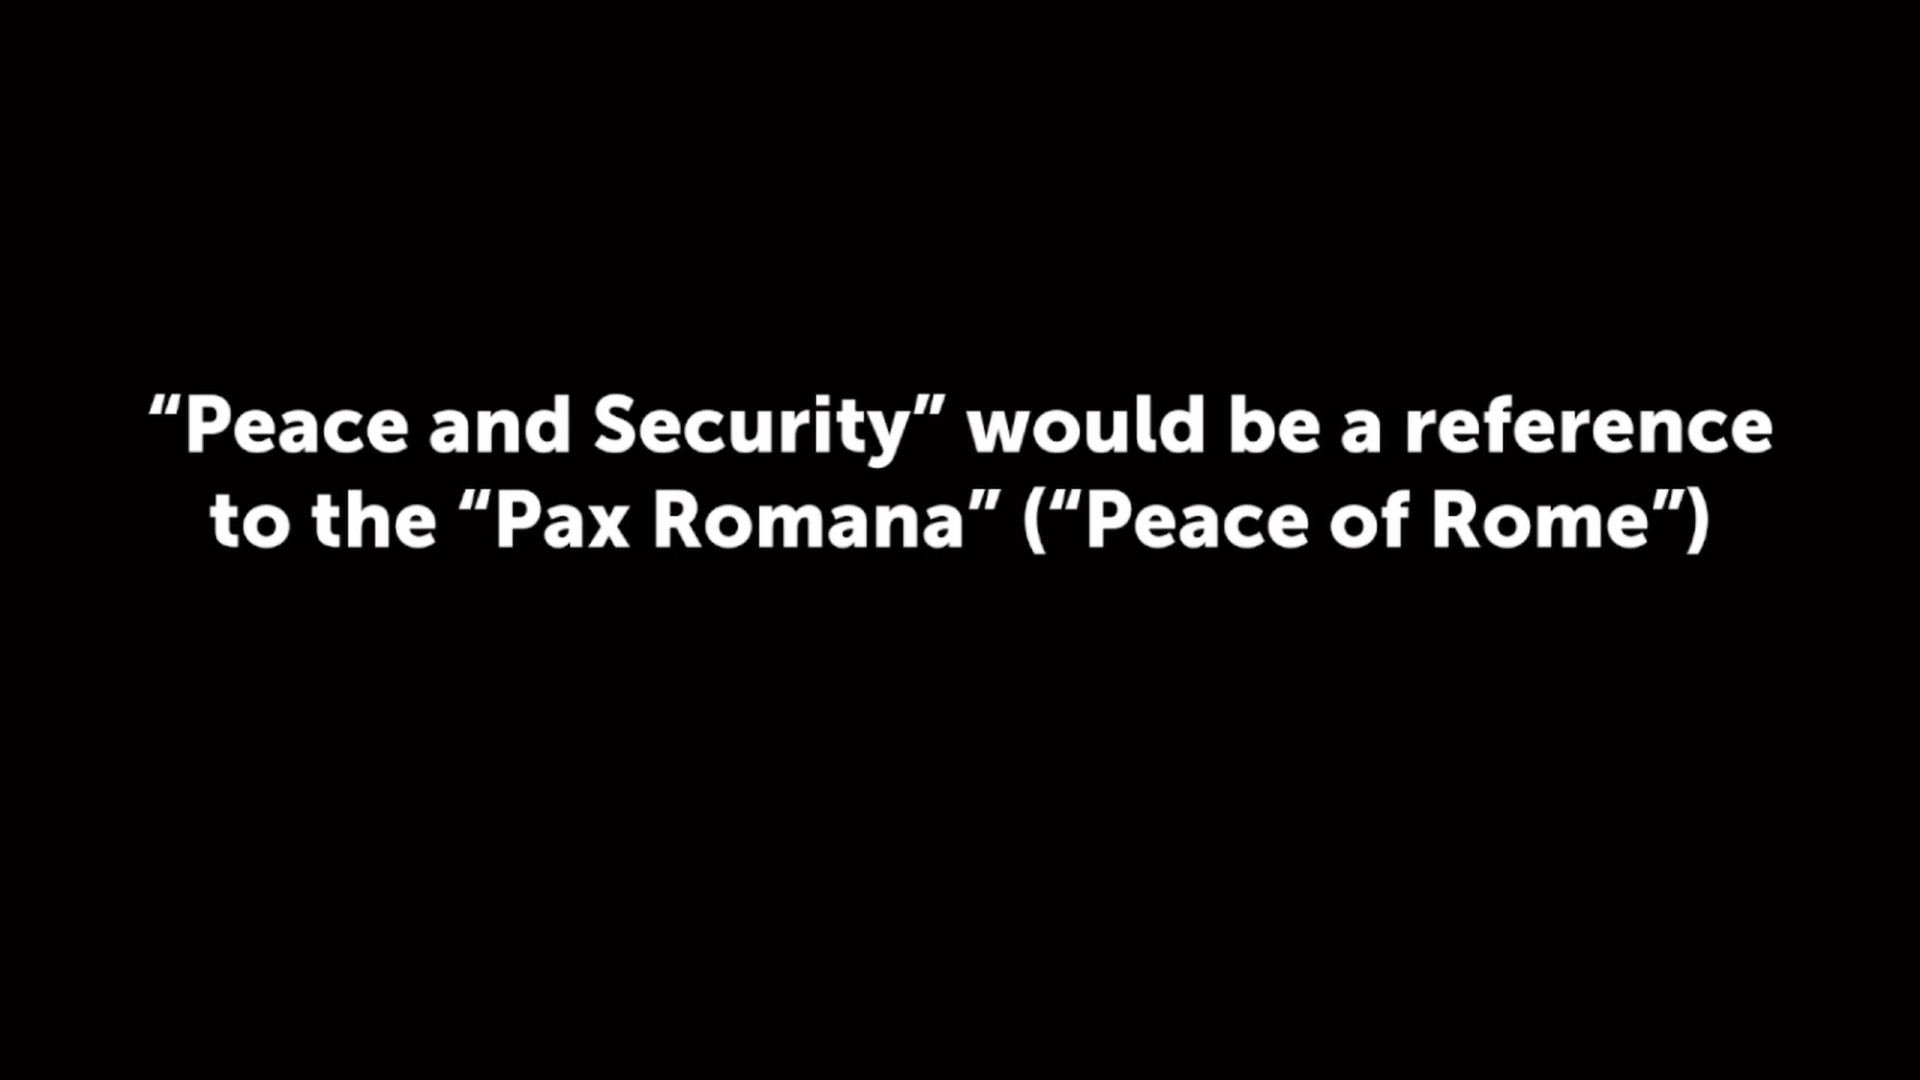 “Peace and Security” would be a reference
to the “Pax Romana” (“Peace of Rome”)